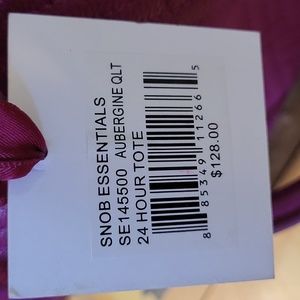 SNOB ESSENTIALS
SE145500 AUBERGINE QLT
24 HOUR TOTE
8 85349 11266 5
$128.00